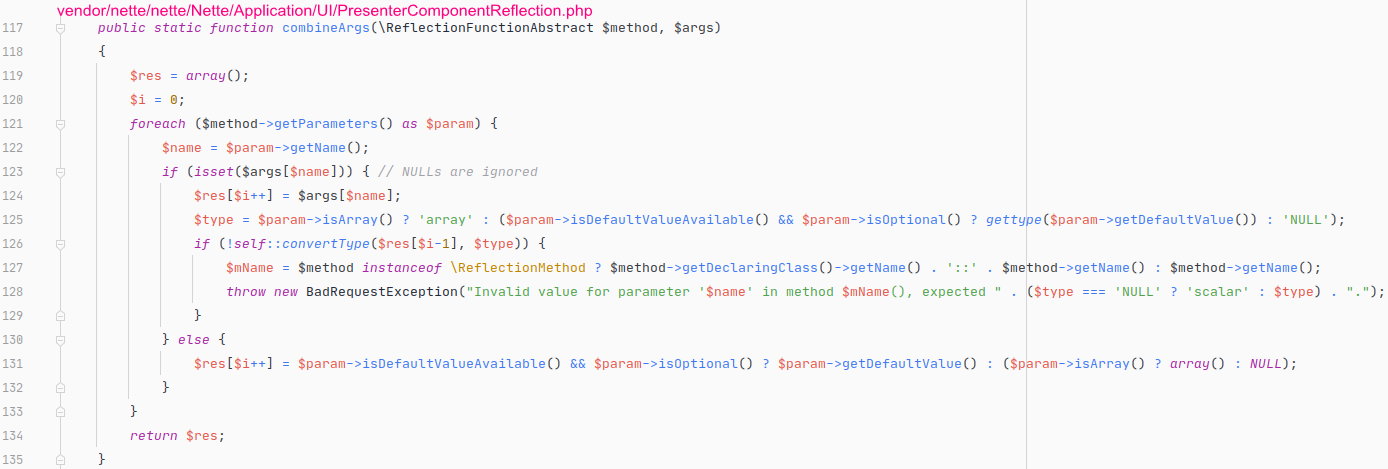 vendor/nette/nette/Nette/Application/UI/PresenterComponentReflection.php
117 public static function combineArgs(\ReflectionFunctionAbstract $method, $args)
118 {
119 $res = array();
120 $i = 0;
121 foreach ($method->getParameters() as $param) {
122 $name = $param->getName();
123 if (isset($args[$name])) { // NULLs are ignored
124 $res[$i++] = $args[$name];
125 $type = $param->isArray() ? 'array' : ($param->isDefaultValueAvailable() && $param->isOptional() ? gettype($param->getDefaultValue()) : 'NULL');
126 if (!self::convertType($res[$i-1], $type)) {
127 $mName = $method instanceof \ReflectionMethod ? $method->getDeclaringClass()->getName() . '::' . $method->getName() : $method->getName();
128 throw new BadRequestException("Invalid value for parameter '$name' in method $mName(), expected " . ($type === 'NULL' ? 'scalar' : $type) . ".");
129 }
130 } else {
131 $res[$i++] = $param->isDefaultValueAvailable() && $param->isOptional() ? $param->getDefaultValue() : ($param->isArray() ? array() : NULL);
132 }
133 }
134 return $res;
135 }